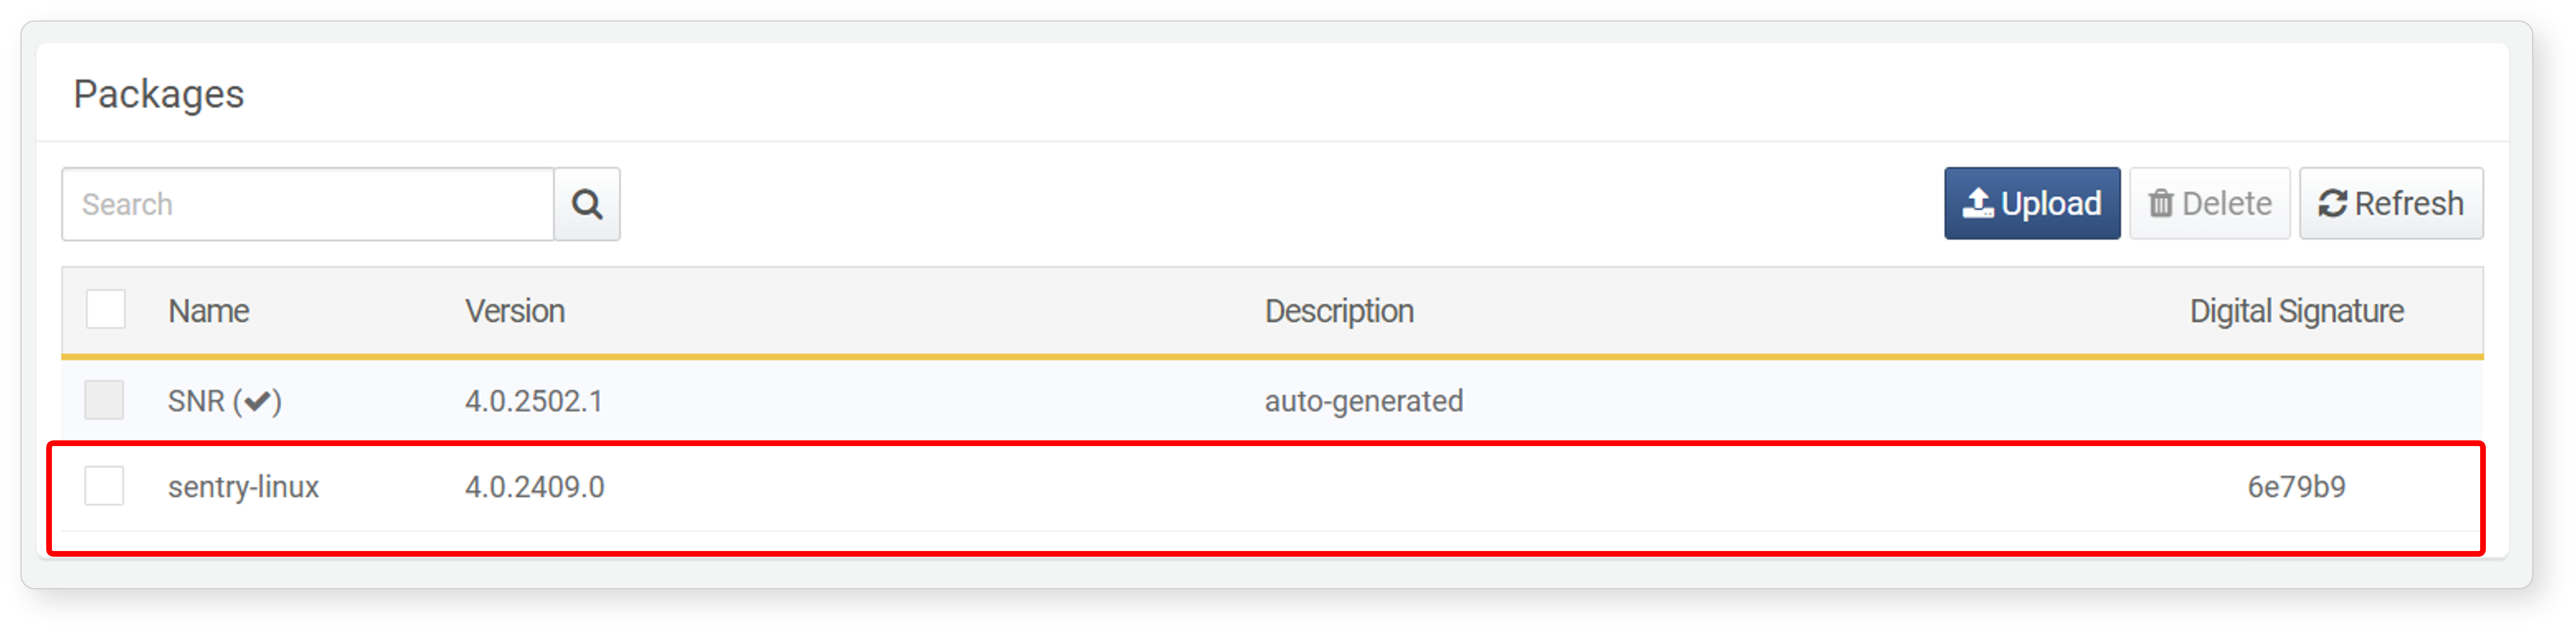 Packages
Search
Upload Delete Refresh
Name Version Description Digital Signature
SNR (✔) 4.0.2502.1 auto-generated
sentry-linux 4.0.2409.0 6e79b9